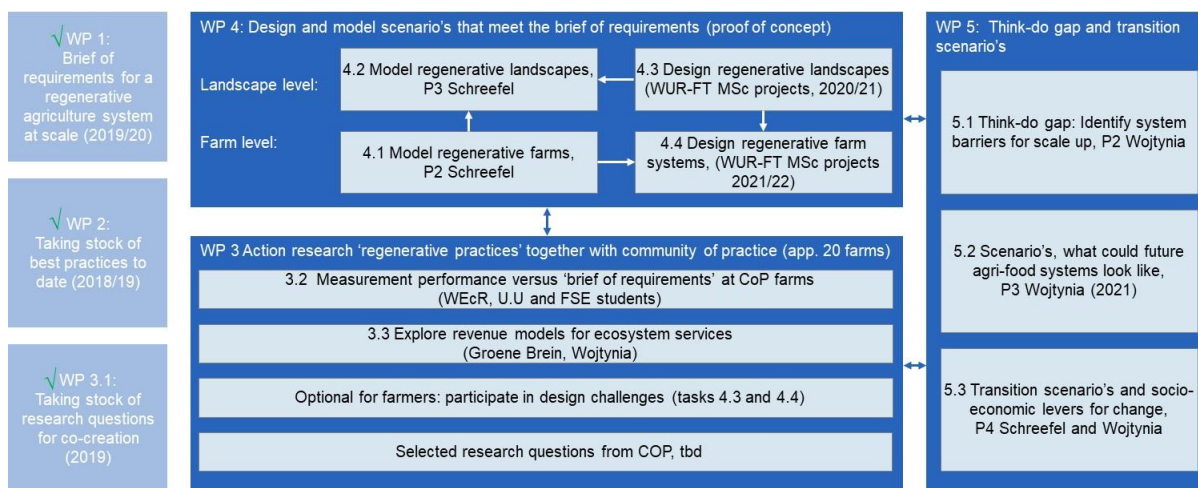 √ WP 1:
Brief of
requirements for a
regenerative
agriculture system
at scale (2019/20)
√ WP 2:
Taking stock of
best practices to
date (2018/19)
√ WP 3.1:
Taking stock of
research questions
for co-creation
(2019)
WP 4: Design and model scenario's that meet the brief of requirements (proof of concept)
Landscape level:
4.2 Model regenerative landscapes,
P3 Schreefel
4.3 Design regenerative landscapes
(WUR-FT MSc projects, 2020/21)
Farm level:
4.1 Model regenerative farms,
P2 Schreefel
4.4 Design regenerative farm
systems, (WUR-FT MSc projects
2021/22)
WP 3 Action research 'regenerative practices' together with community of practice (app. 20 farms)
3.2 Measurement performance versus 'brief of requirements' at CoP farms
(WEcR, U.U and FSE students)
3.3 Explore revenue models for ecosystem services
(Groene Brein, Wojtynia)
Optional for farmers: participate in design challenges (tasks 4.3 and 4.4)
Selected research questions from COP, tbd
WP 5: Think-do gap and transition
scenario's
5.1 Think-do gap: Identify system
barriers for scale up, P2 Wojtynia
5.2 Scenario's, what could future
agri-food systems look like,
P3 Wojtynia (2021)
5.3 Transition scenario's and socio-
economic levers for change,
P4 Schreefel and Wojtynia